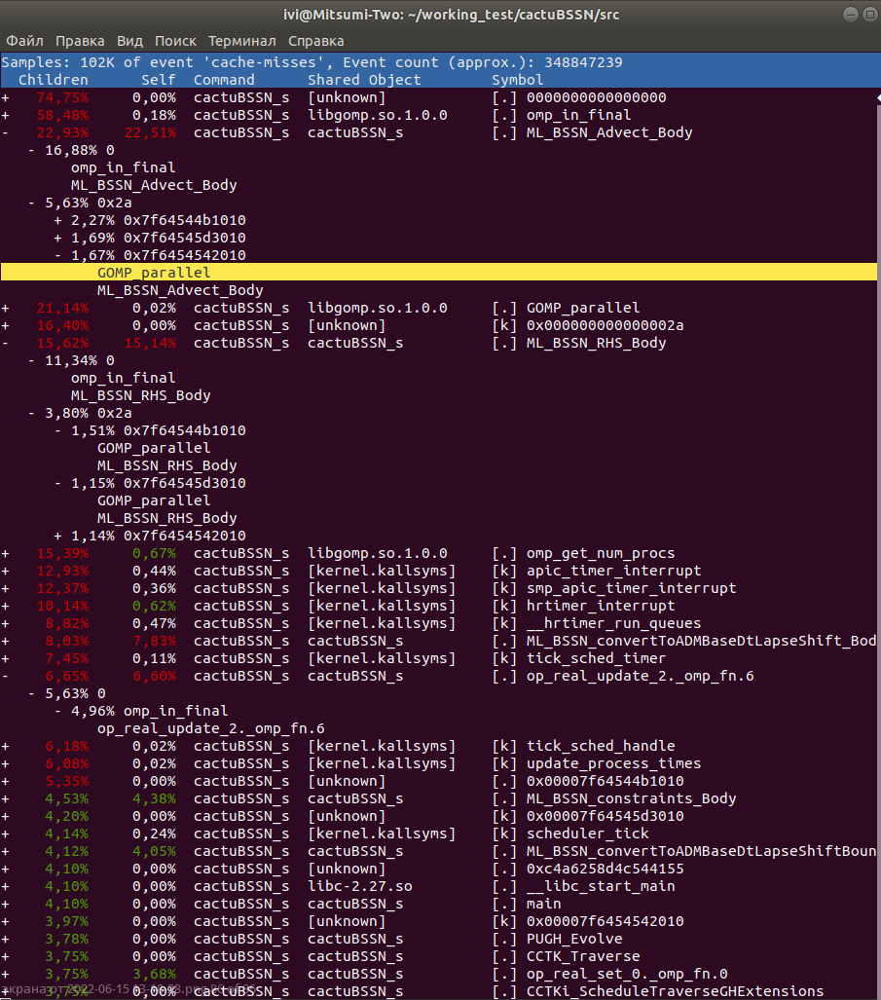 ivi@Mitsumi-Two: ~/working_test/cactuBSSN/src
Файл Правка Вид Поиск Терминал Справка
Samples: 102K of event 'cache-misses', Event count (approx.): 348847239
Children Self Command Shared Object Symbol
+ 74,75% 0,00% cactuBSSN_s [unknown] [.] 0000000000000000
+ 58,48% 0,18% cactuBSSN_s libgomp.so.1.0.0 [.] omp_in_final
- 22,93% 22,51% cactuBSSN_s cactuBSSN_s [.] ML_BSSN_Advect_Body
- 16,88% 0
omp_in_final
ML_BSSN_Advect_Body
- 5,63% 0x2a
+ 2,27% 0x7f64544b1010
+ 1,69% 0x7f64545d3010
- 1,67% 0x7f6454542010
GOMP_parallel
ML_BSSN_Advect_Body
+ 21,14% 0,02% cactuBSSN_s libgomp.so.1.0.0 [.] GOMP_parallel
+ 16,40% 0,00% cactuBSSN_s [unknown] [k] 0x000000000000002a
- 15,62% 15,14% cactuBSSN_s cactuBSSN_s [.] ML_BSSN_RHS_Body
- 11,34% 0
omp_in_final
ML_BSSN_RHS_Body
- 3,80% 0x2a
- 1,51% 0x7f64544b1010
GOMP_parallel
ML_BSSN_RHS_Body
- 1,15% 0x7f64545d3010
GOMP_parallel
ML_BSSN_RHS_Body
+ 1,14% 0x7f6454542010
+ 15,39% 0,67% cactuBSSN_s libgomp.so.1.0.0 [.] omp_get_num_procs
+ 12,93% 0,44% cactuBSSN_s [kernel.kallsyms] [k] apic_timer_interrupt
+ 12,37% 0,36% cactuBSSN_s [kernel.kallsyms] [k] smp_apic_timer_interrupt
+ 10,14% 0,62% cactuBSSN_s [kernel.kallsyms] [k] hrtimer_interrupt
+ 8,82% 0,47% cactuBSSN_s [kernel.kallsyms] [k] __hrtimer_run_queues
+ 8,03% 7,83% cactuBSSN_s cactuBSSN_s [.] ML_BSSN_convertToADMBaseDtLapseShift_Bod
+ 7,45% 0,11% cactuBSSN_s [kernel.kallsyms] [k] tick_sched_timer
- 6,65% 6,60% cactuBSSN_s cactuBSSN_s [.] op_real_update_2._omp_fn.6
- 5,63% 0
- 4,96% omp_in_final
op_real_update_2._omp_fn.6
+ 6,18% 0,02% cactuBSSN_s [kernel.kallsyms] [k] tick_sched_handle
+ 6,08% 0,02% cactuBSSN_s [kernel.kallsyms] [k] update_process_times
+ 5,35% 0,00% cactuBSSN_s [unknown] [.] 0x00007f64544b1010
+ 4,53% 4,38% cactuBSSN_s cactuBSSN_s [.] ML_BSSN_constraints_Body
+ 4,20% 0,00% cactuBSSN_s [unknown] [k] 0x00007f64545d3010
+ 4,14% 0,24% cactuBSSN_s [kernel.kallsyms] [k] scheduler_tick
+ 4,12% 4,05% cactuBSSN_s cactuBSSN_s [.] ML_BSSN_convertToADMBaseDtLapseShiftBoun
+ 4,10% 0,00% cactuBSSN_s [unknown] [.] 0xc4a6258d4c544155
+ 4,10% 0,00% cactuBSSN_s libc-2.27.so [.] __libc_start_main
+ 4,10% 0,00% cactuBSSN_s cactuBSSN_s [.] main
+ 3,97% 0,00% cactuBSSN_s [unknown] [k] 0x00007f6454542010
+ 3,78% 0,00% cactuBSSN_s cactuBSSN_s [.] PUGH_Evolve
+ 3,75% 0,00% cactuBSSN_s cactuBSSN_s [.] CCTK_Traverse
+ 3,75% 3,68% cactuBSSN_s cactuBSSN_s [.] op_real_set_0._omp_fn.0
+ 3,75% 0,00% cactuBSSN_s cactuBSSN_s [.] CCTKi_ScheduleTraverseGHExtensions